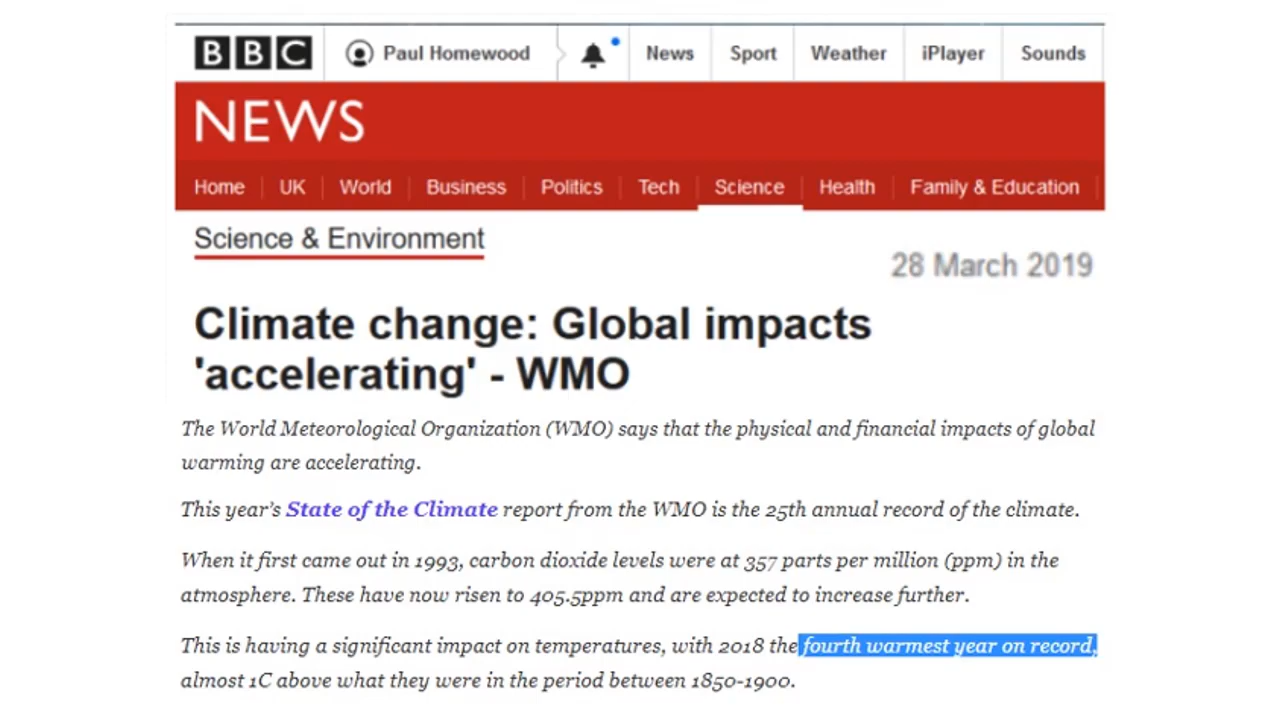 BBC Paul Homewood News Sport Weather iPlayer Sounds
NEWS
Home UK World Business Politics Tech Science Health Family & Education
Science & Environment
28 March 2019
Climate change: Global impacts
'accelerating' - WMO
The World Meteorological Organization (WMO) says that the physical and financial impacts of global
warming are accelerating.
This year's State of the Climate report from the WMO is the 25th annual record of the climate.
When it first came out in 1993, carbon dioxide levels were at 357 parts per million (ppm) in the
atmosphere. These have now risen to 405.5ppm and are expected to increase further.
This is having a significant impact on temperatures, with 2018 the fourth warmest year on record,
almost 1C above what they were in the period between 1850-1900.